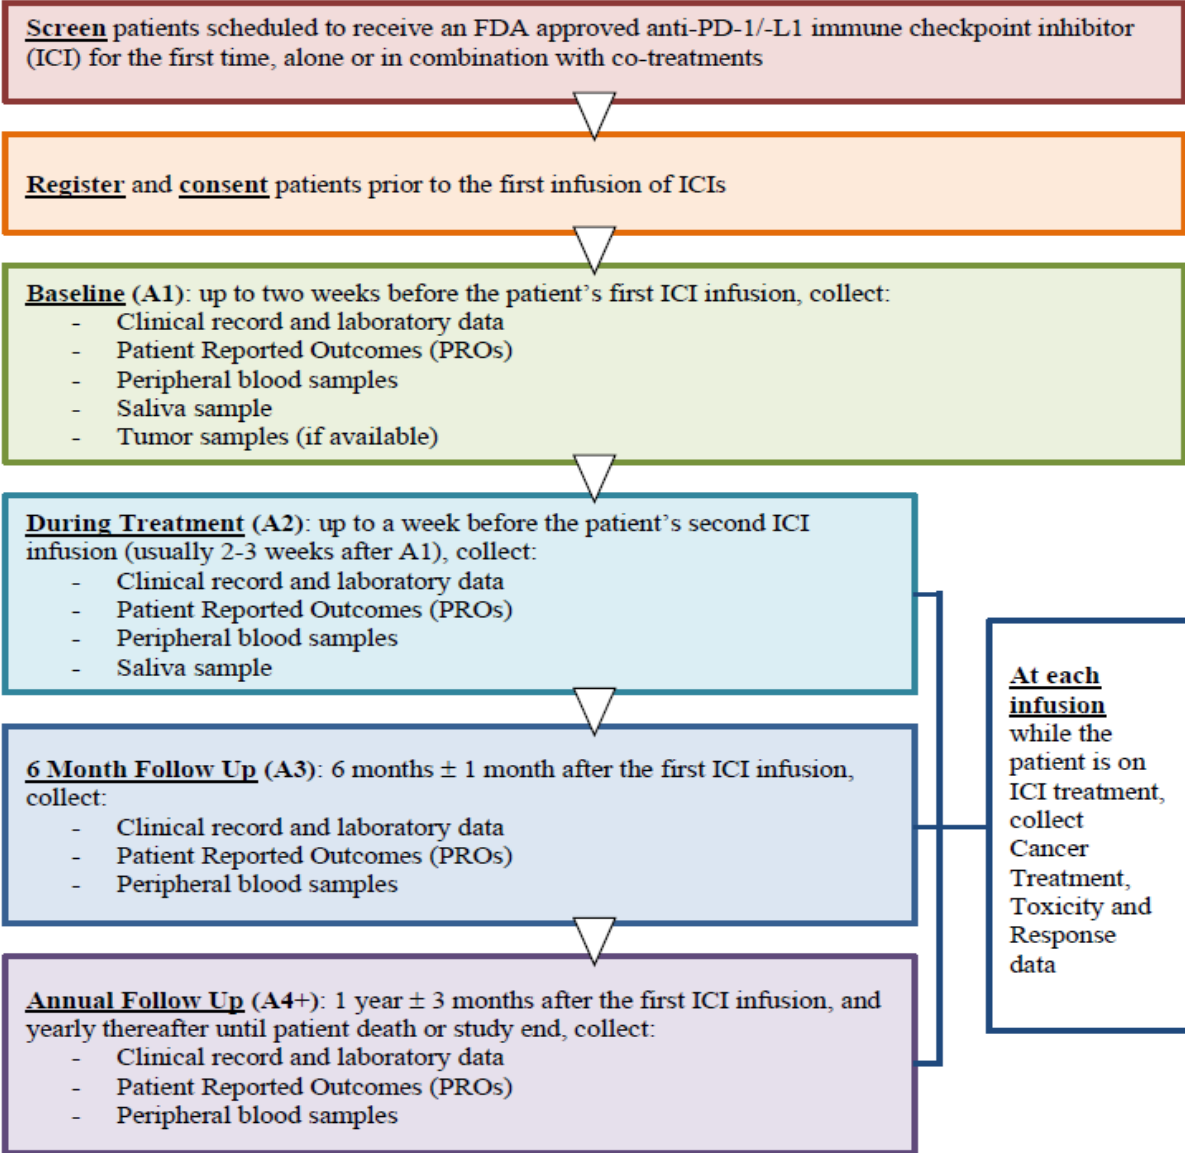 Screen patients scheduled to receive an FDA approved anti-PD-1/-L1 immune checkpoint inhibitor
(ICI) for the first time, alone or in combination with co-treatments
Register and consent patients prior to the first infusion of ICIs
Baseline (A1): up to two weeks before the patient’s first ICI infusion, collect:
- Clinical record and laboratory data
- Patient Reported Outcomes (PROs)
- Peripheral blood samples
- Saliva sample
- Tumor samples (if available)
During Treatment (A2): up to a week before the patient’s second ICI
infusion (usually 2-3 weeks after A1), collect:
- Clinical record and laboratory data
- Patient Reported Outcomes (PROs)
- Peripheral blood samples
- Saliva sample
6 Month Follow Up (A3): 6 months ± 1 month after the first ICI infusion,
collect:
- Clinical record and laboratory data
- Patient Reported Outcomes (PROs)
- Peripheral blood samples
Annual Follow Up (A4+): 1 year ± 3 months after the first ICI infusion, and
yearly thereafter until patient death or study end, collect:
- Clinical record and laboratory data
- Patient Reported Outcomes (PROs)
- Peripheral blood samples
At each
infusion
while the
patient is on
ICI treatment,
collect
Cancer
Treatment,
Toxicity and
Response
data